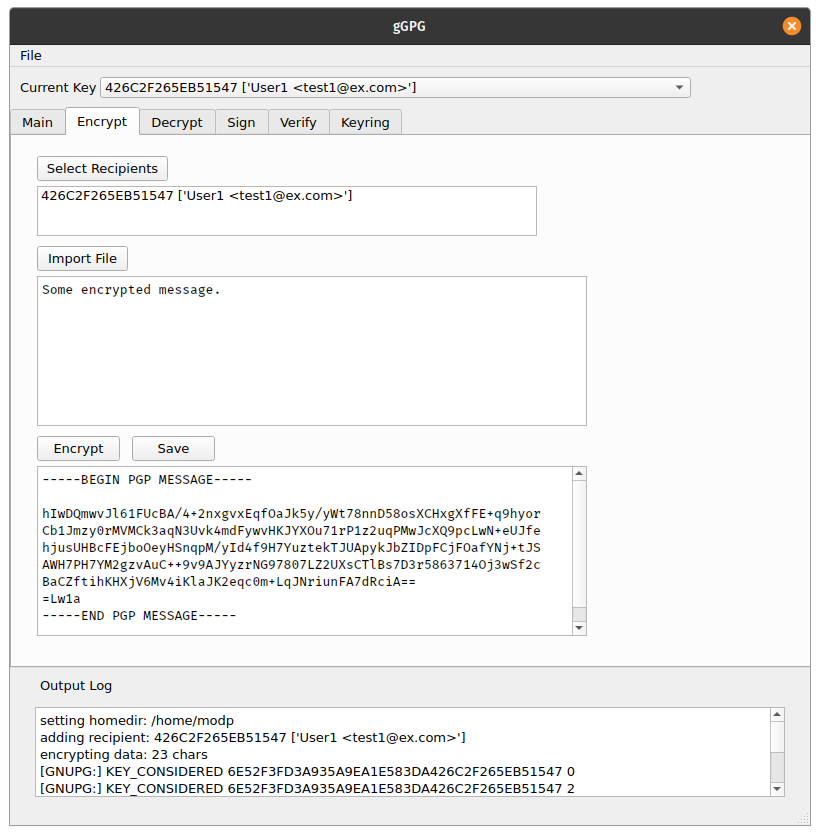 gGPG
File
Current Key 426C2F265EB51547 ['User1 <test1@ex.com>']
Main Encrypt Decrypt Sign Verify Keyring
Select Recipients
426C2F265EB51547 ['User1 <test1@ex.com>']
Import File
Some encrypted message.
Encrypt Save
-----BEGIN PGP MESSAGE-----
hIwDQmwvJl61FUcBA/4+2nxgvxEqfOaJk5y/yWt78nnD58osXCHxgXfFE+q9hyor
Cb1Jmzy0rMVMCk3aqN3Uvk4mdFywvHKJYXOu71rP1z2uqPMwJcXQ9pcLwN+eUJfe
hjusUHBcFEjboOeyHSnqpM/yId4f9H7YuztekTJUApykJbZIDpFCjFOafYNj+tJS
AWH7PH7YM2gzvAuC++9v9AJYyzrNG97807LZ2UXsCTlBs7D3r5863714Oj3wSf2c
BaCZftihKHXjV6Mv4iKlaJK2eqc0m+LqJNriunFA7dRciA==
=Lw1a
-----END PGP MESSAGE-----
Output Log
setting homedir: /home/modp
adding recipient: 426C2F265EB51547 ['User1 <test1@ex.com>']
encrypting data: 23 chars
[GNUPG:] KEY_CONSIDERED 6E52F3FD3A935A9EA1E583DA426C2F265EB51547 0
[GNUPG:] KEY_CONSIDERED 6E52F3FD3A935A9EA1E583DA426C2F265EB51547 2